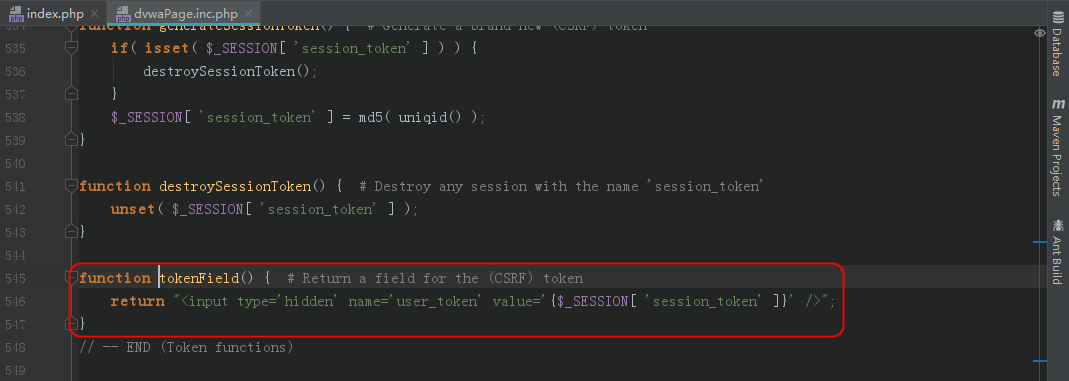 index.php
dvwaPage.inc.php
function generateSessionToken() { # Generate a brand new (CSRF) token
535 if( isset( $_SESSION[ 'session_token' ] ) ) {
536 destroySessionToken();
537 }
538 $_SESSION[ 'session_token' ] = md5( uniqid() );
539 }
540
541 function destroySessionToken() { # Destroy any session with the name 'session_token'
542 unset( $_SESSION[ 'session_token' ] );
543 }
544
545 function tokenField() { # Return a field for the (CSRF) token
546 return "<input type='hidden' name='user_token' value='{$_SESSION[ 'session_token' ]}' />";
547 }
548 // -- END (Token functions)
549
Database
m Maven Projects
Ant Build